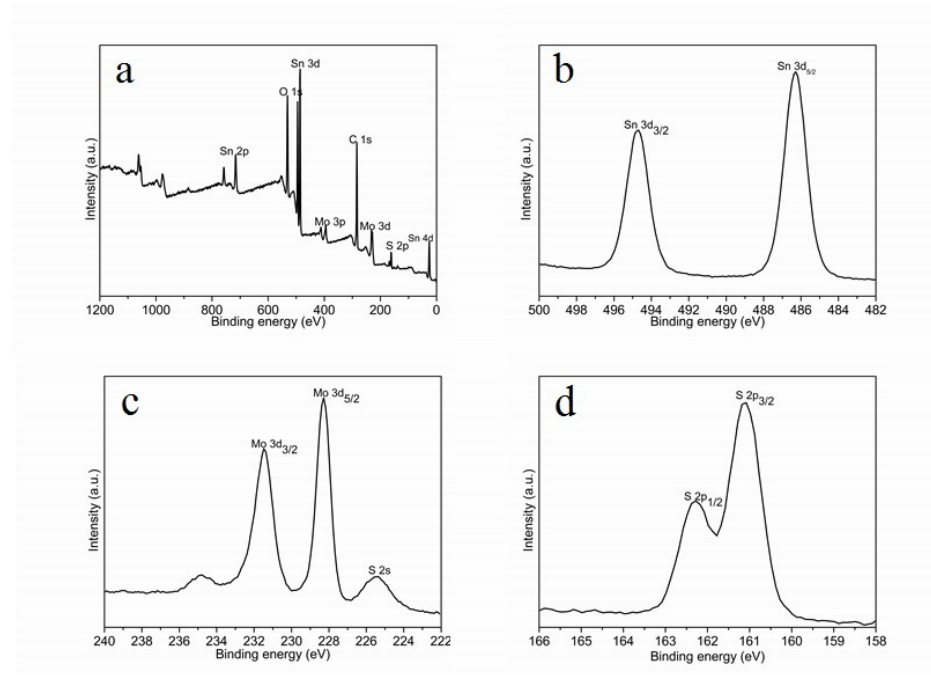 a
Sn 3d
O 1s
C 1s
Sn 2p
Mo 3p
Mo 3d
S 2p
Sn 4d
Intensity (a.u.)
1200 1000 800 600 400 200 0
Binding energy (eV)
b
Sn 3d5/2
Sn 3d3/2
Intensity (a.u.)
500 498 496 494 492 490 488 486 484 482
Binding energy (eV)
c
Mo 3d5/2
Mo 3d3/2
S 2s
Intensity (a.u.)
240 238 236 234 232 230 228 226 224 222
Binding energy (eV)
d
S 2p3/2
S 2p1/2
Intensity (a.u.)
166 165 164 163 162 161 160 159 158
Binding energy (eV)